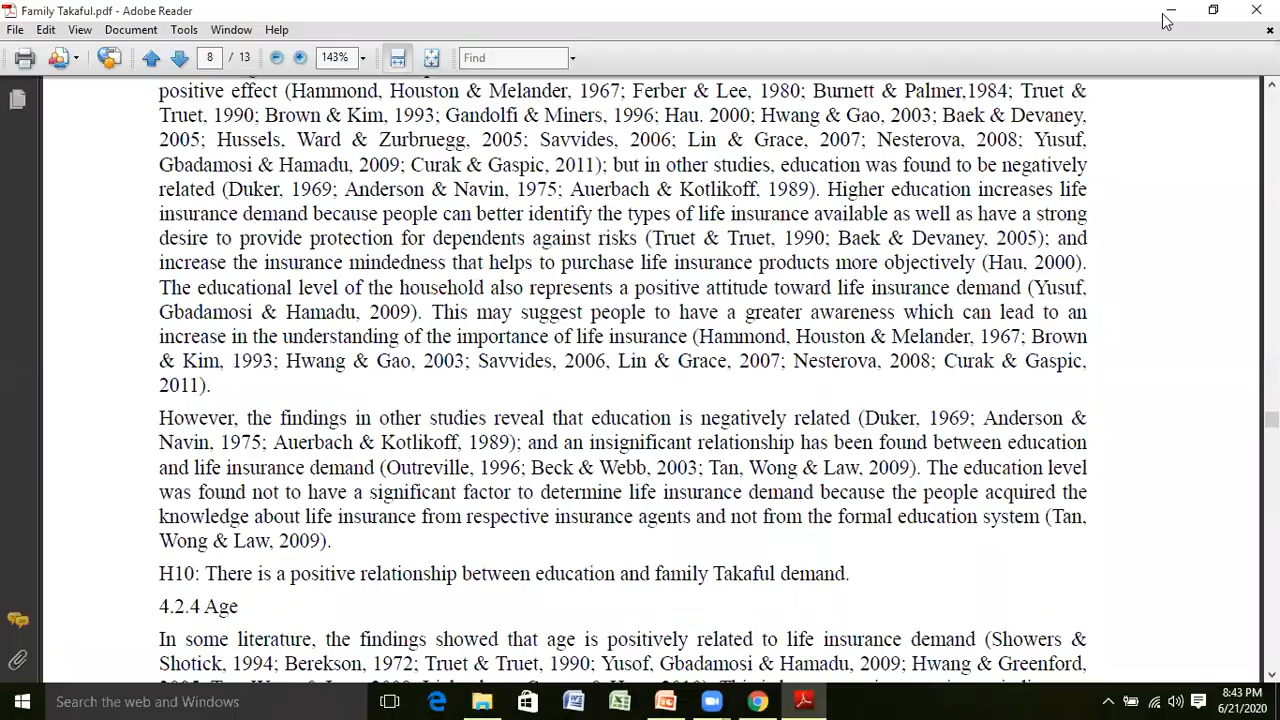 Family Takaful.pdf - Adobe Reader
File Edit View Document Tools Window Help
8 / 13 143% Find
positive effect (Hammond, Houston & Melander, 1967; Ferber & Lee, 1980; Burnett & Palmer,1984; Truet &
Truet, 1990; Brown & Kim, 1993; Gandolfi & Miners, 1996; Hau. 2000; Hwang & Gao, 2003; Baek & Devaney,
2005; Hussels, Ward & Zurbruegg, 2005; Savvides, 2006; Lin & Grace, 2007; Nesterova, 2008; Yusuf,
Gbadamosi & Hamadu, 2009; Curak & Gaspic, 2011); but in other studies, education was found to be negatively
related (Duker, 1969; Anderson & Navin, 1975; Auerbach & Kotlikoff, 1989). Higher education increases life
insurance demand because people can better identify the types of life insurance available as well as have a strong
desire to provide protection for dependents against risks (Truet & Truet, 1990; Baek & Devaney, 2005); and
increase the insurance mindedness that helps to purchase life insurance products more objectively (Hau, 2000).
The educational level of the household also represents a positive attitude toward life insurance demand (Yusuf,
Gbadamosi & Hamadu, 2009). This may suggest people to have a greater awareness which can lead to an
increase in the understanding of the importance of life insurance (Hammond, Houston & Melander, 1967; Brown
& Kim, 1993; Hwang & Gao, 2003; Savvides, 2006, Lin & Grace, 2007; Nesterova, 2008; Curak & Gaspic,
2011).
However, the findings in other studies reveal that education is negatively related (Duker, 1969; Anderson &
Navin, 1975; Auerbach & Kotlikoff, 1989); and an insignificant relationship has been found between education
and life insurance demand (Outreville, 1996; Beck & Webb, 2003; Tan, Wong & Law, 2009). The education level
was found not to have a significant factor to determine life insurance demand because the people acquired the
knowledge about life insurance from respective insurance agents and not from the formal education system (Tan,
Wong & Law, 2009).
H10: There is a positive relationship between education and family Takaful demand.
4.2.4 Age
In some literature, the findings showed that age is positively related to life insurance demand (Showers &
Shotick, 1994; Berekson, 1972; Truet & Truet, 1990; Yusof, Gbadamosi & Hamadu, 2009; Hwang & Greenford,
Search the web and Windows
8:43 PM
6/21/2020